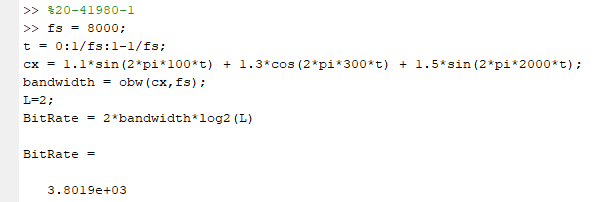 >> %20-41980-1
>> fs = 8000;
t = 0:1/fs:1-1/fs;
cx = 1.1*sin(2*pi*100*t) + 1.3*cos(2*pi*300*t) + 1.5*sin(2*pi*2000*t);
bandwidth = obw(cx,fs);
L=2;
BitRate = 2*bandwidth*log2(L)
BitRate =
3.8019e+03